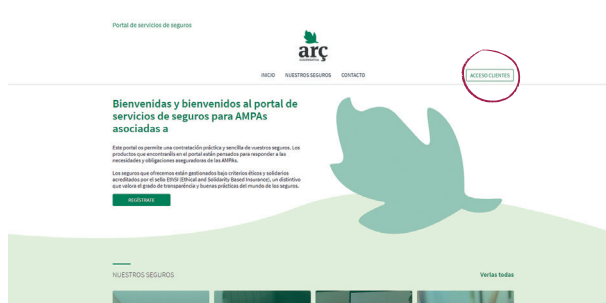 Portal de servicios de seguros
arç
cooperativa
INICIO NUESTROS SEGUROS CONTACTO
ACCESO CLIENTES
Bienvenidas y bienvenidos al portal de
servicios de seguros para AMPAs
asociadas a
Este portal os permite una contratación práctica y sencilla de nuestros seguros. Los
productos que encontraréis en el portal están pensados para responder a las
necesidades y obligaciones aseguradoras de las AMPAs.
Los seguros que ofrecemos están gestionados bajo criterios éticos y solidarios
acreditados por el sello EthSI (Ethical and Solidarity Based Insurance), un distintivo
que valora el grado de transparencia y buenas prácticas del mundo de los seguros.
REGÍSTRATE
NUESTROS SEGUROS
Verlas todas